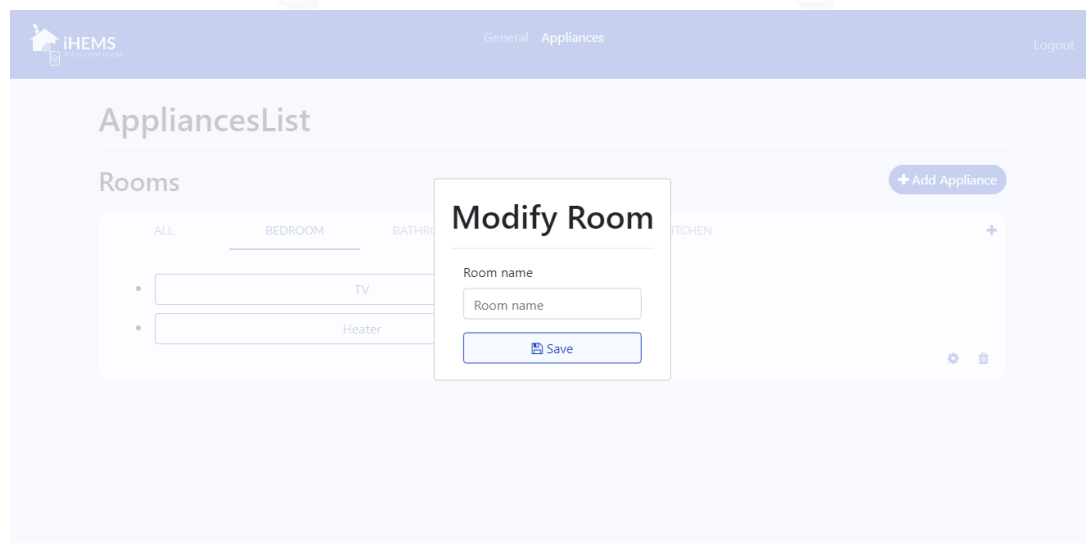 iHEMS
General Appliances
Logout
AppliancesList
Rooms
+ Add Appliance
Modify Room
ALL BEDROOM BATHRO ITCHEN +
Room name
TV
Room name
Heater
Save